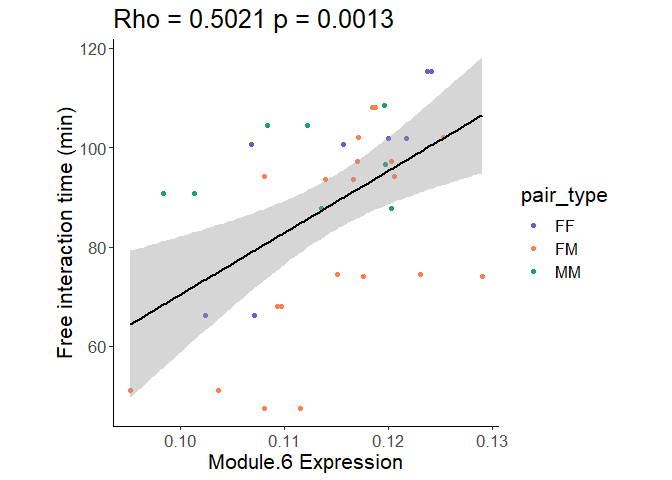 Rho = 0.5021 p = 0.0013
Free interaction time (min)
120
100
80
60
0.10 0.11 0.12 0.13
Module.6 Expression
pair_type
FF
FM
MM